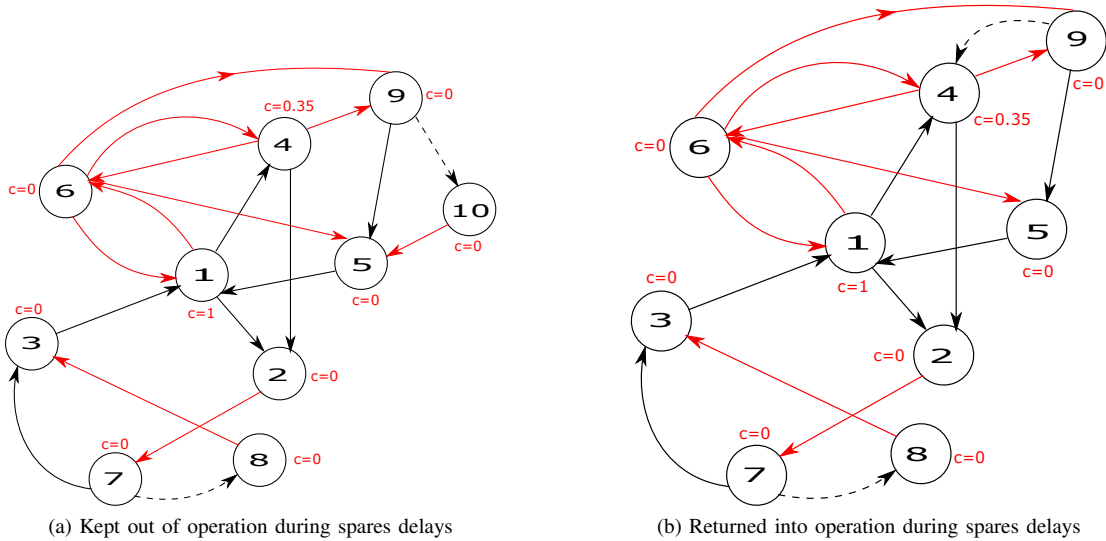 9
c=0
c=0.35
4
6
c=0
10
c=0
5
c=0
1
c=1
c=0
3
2
c=0
c=0
8
c=0
7
(a) Kept out of operation during spares delays
9
c=0
4
c=0.35
6
c=0
5
c=0
1
c=1
c=0
3
2
c=0
c=0
8
c=0
7
(b) Returned into operation during spares delays